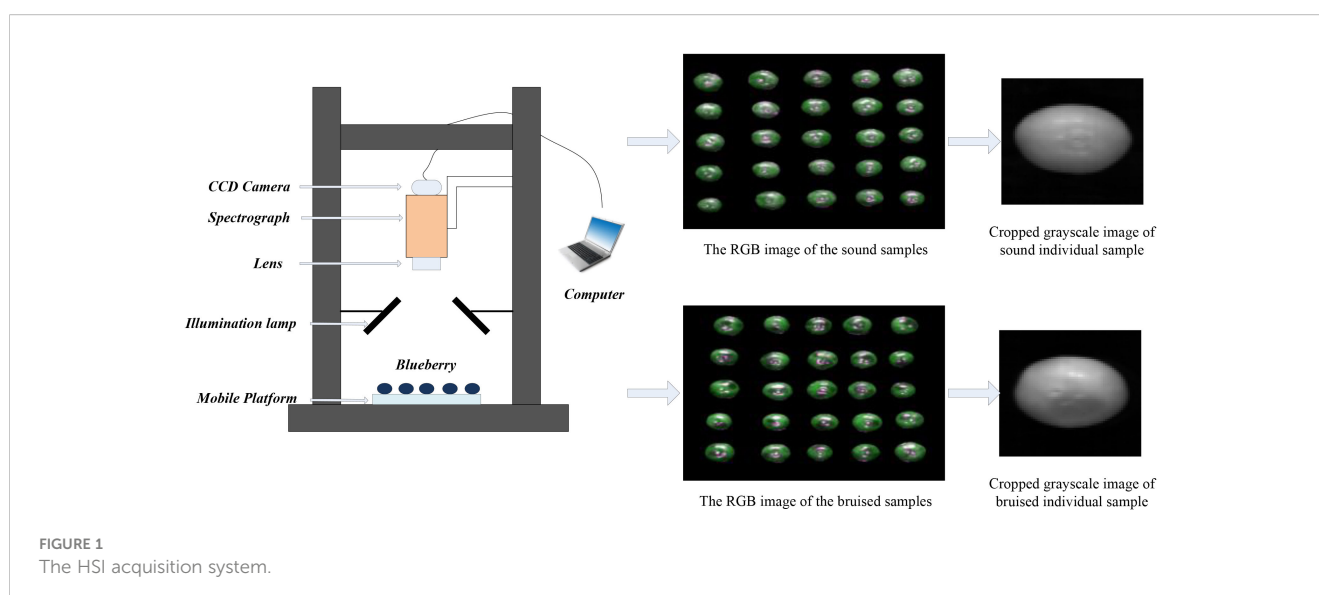 CCD Camera
Spectrograph
Lens
Illumination lamp
Blueberry
Mobile Platform
Computer
The RGB image of the sound samples
Cropped grayscale image of
sound individual sample
The RGB image of the bruised samples
Cropped grayscale image of
bruised individual sample
FIGURE 1
The HSI acquisition system.